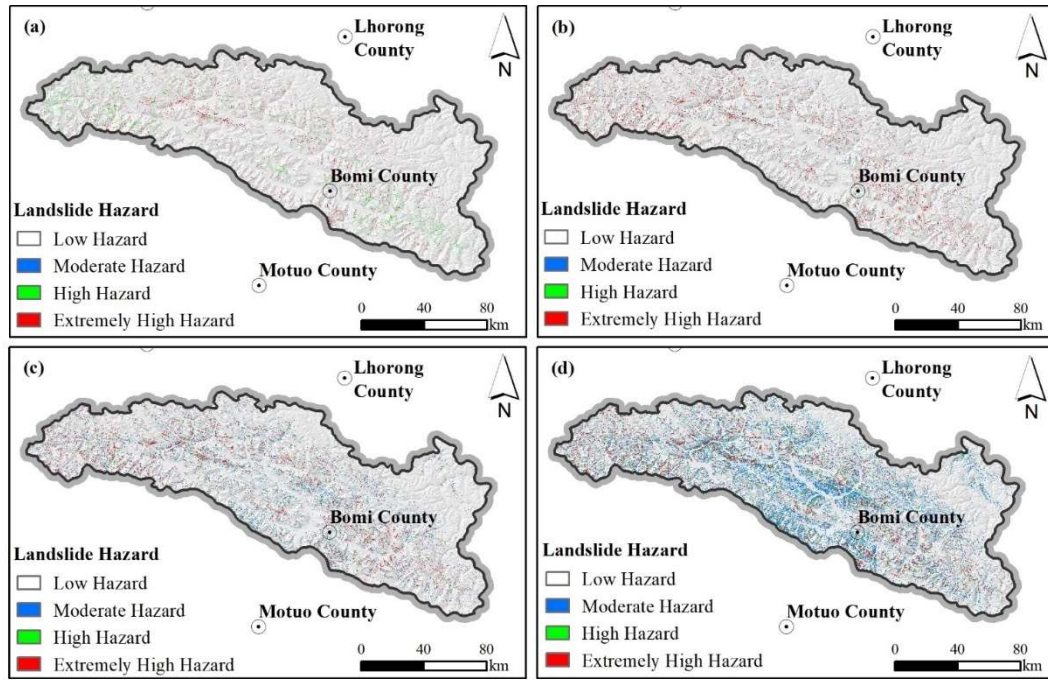 (a)
Lhorong
County
N
Bomi County
Landslide Hazard
Low Hazard
Moderate Hazard
High Hazard
Extremely High Hazard
Motuo County
0 40 80
km
(b)
Lhorong
County
N
Bomi County
Landslide Hazard
Low Hazard
Moderate Hazard
High Hazard
Extremely High Hazard
Motuo County
0 40 80
km
(c)
Lhorong
County
N
Bomi County
Landslide Hazard
Low Hazard
Moderate Hazard
High Hazard
Extremely High Hazard
Motuo County
0 40 80
km
(d)
Lhorong
County
N
Bomi County
Landslide Hazard
Low Hazard
Moderate Hazard
High Hazard
Extremely High Hazard
Motuo County
0 40 80
km